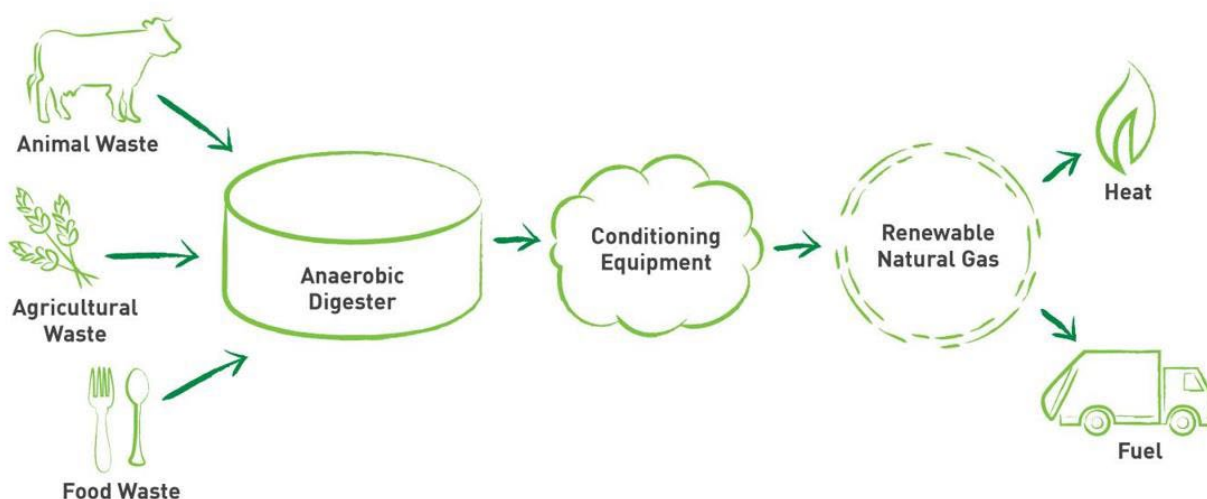 Animal Waste
Agricultural
Waste
Food Waste
Anaerobic
Digester
Conditioning
Equipment
Renewable
Natural Gas
Heat
Fuel